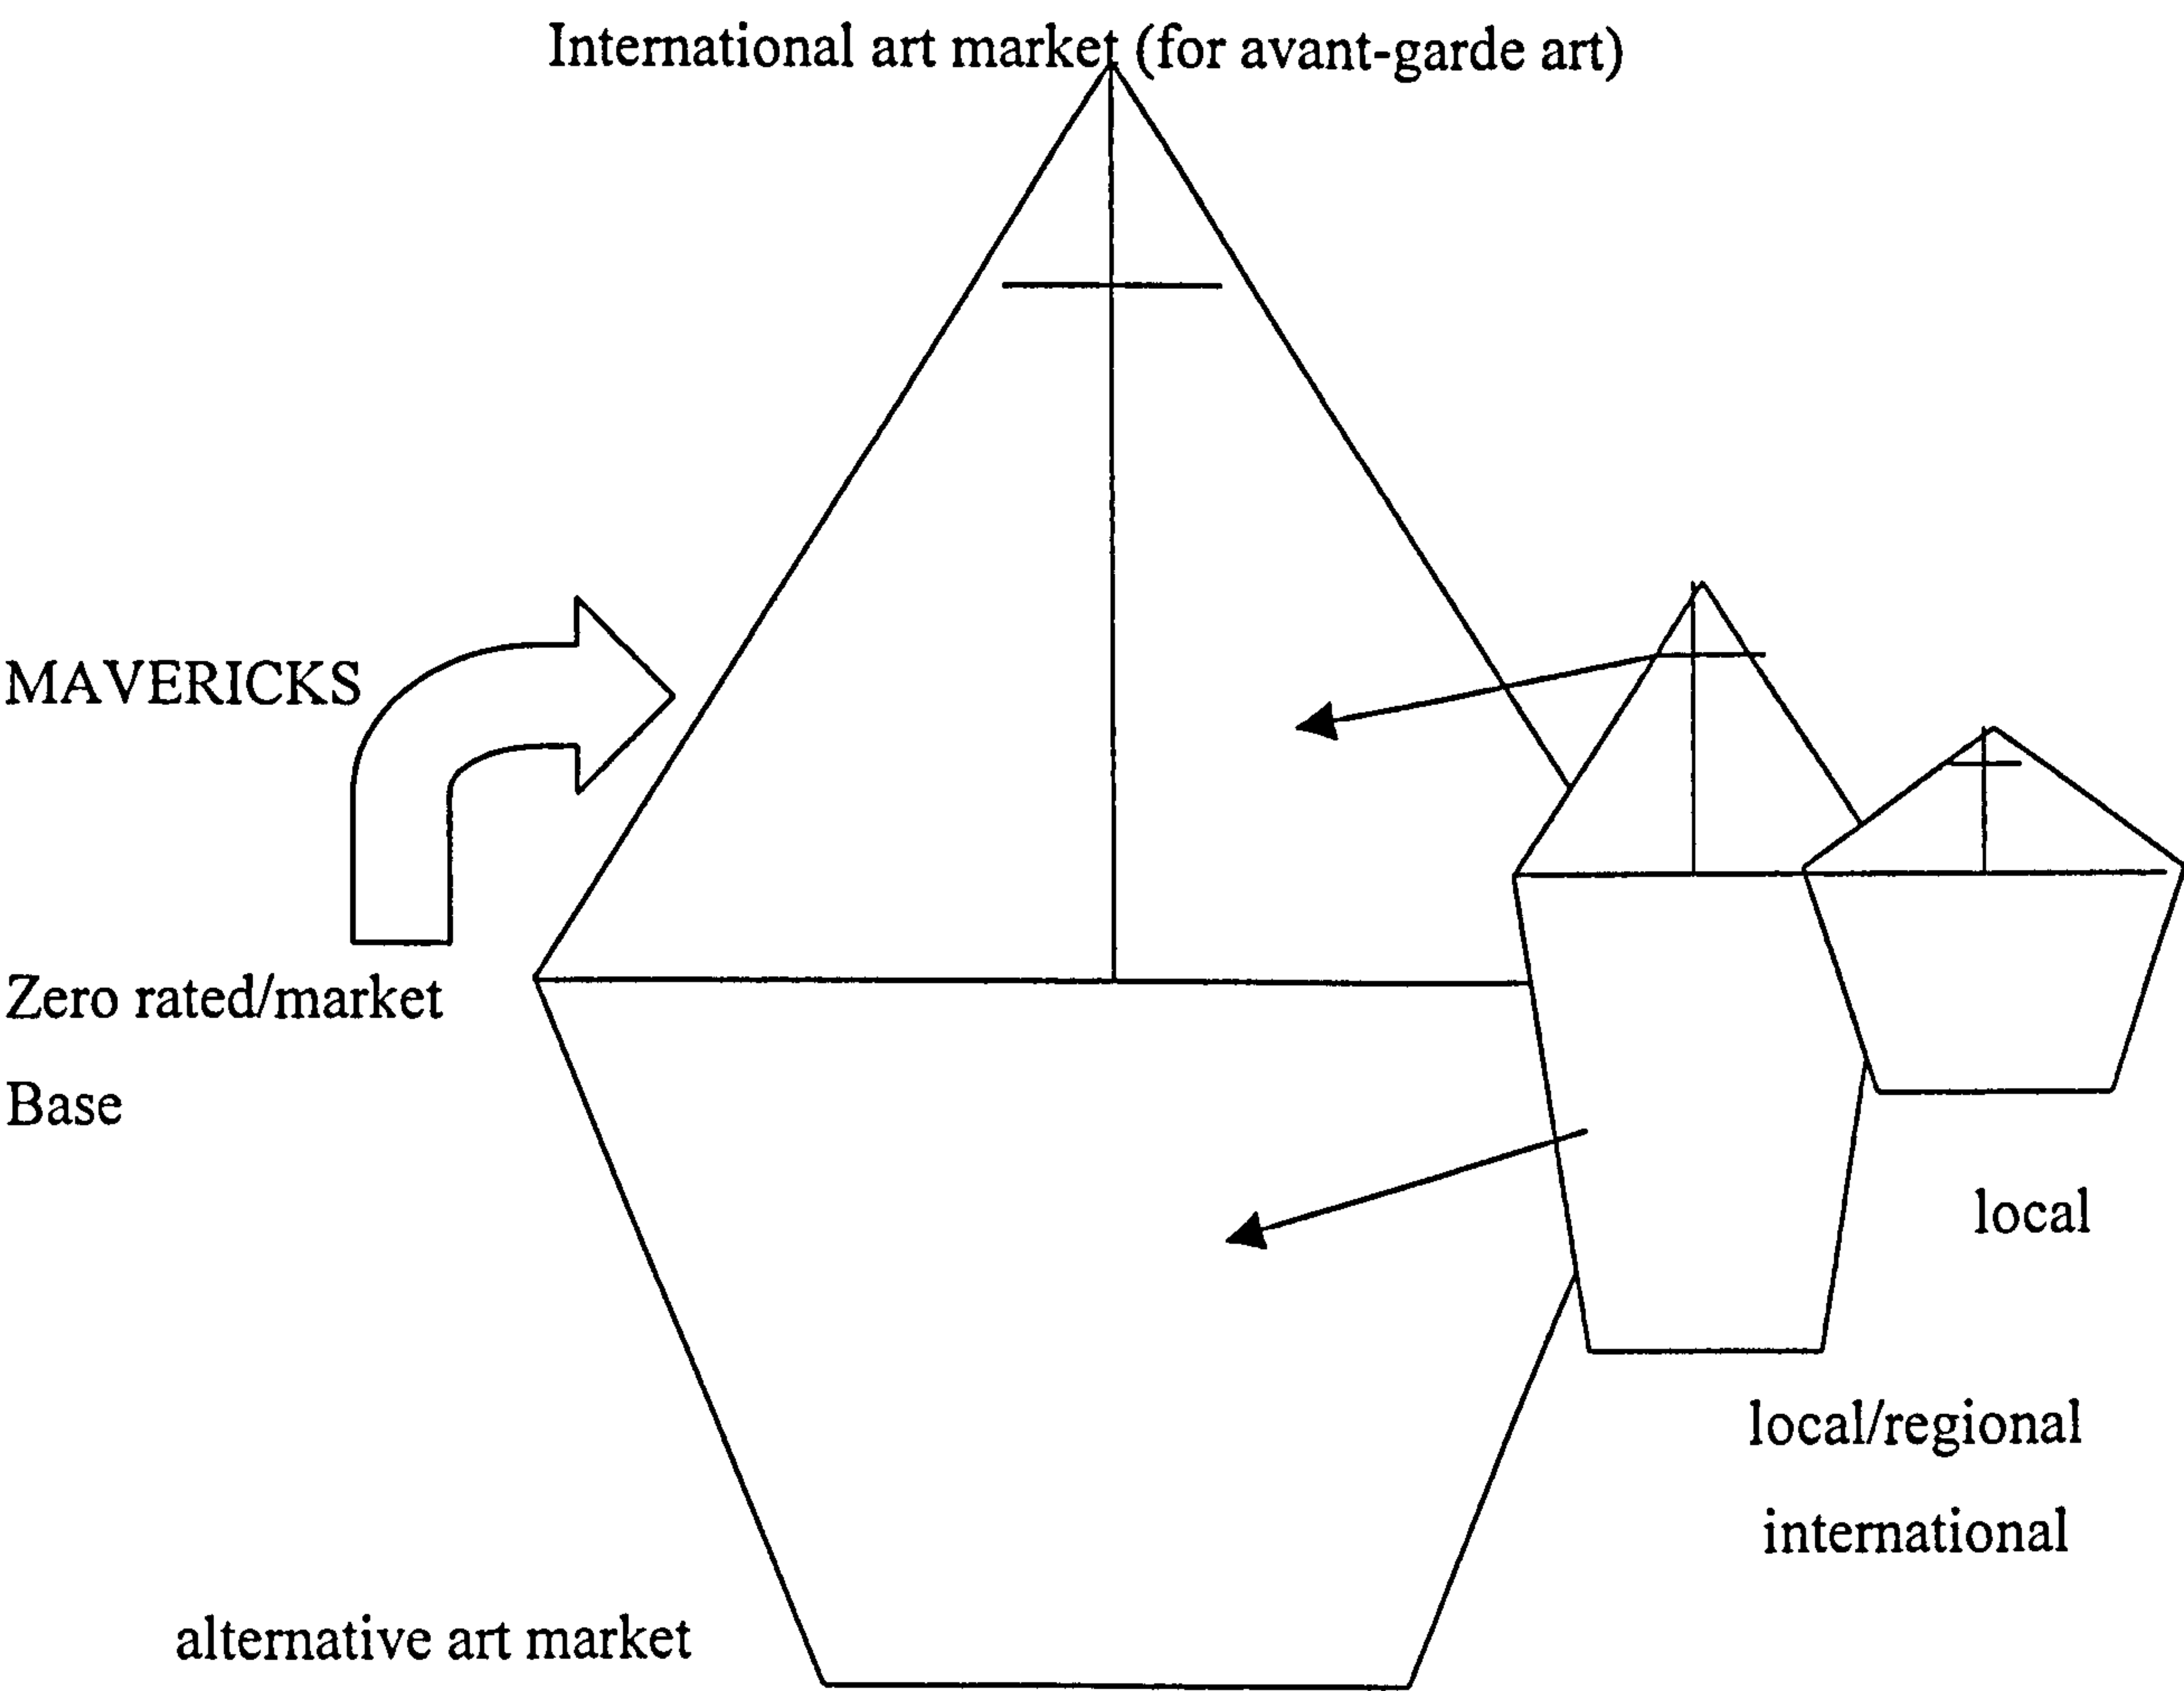 International art market (for avant-garde art)
MAVERICKS
Zero rated/market
Base
local
local/regional
international
alternative art market